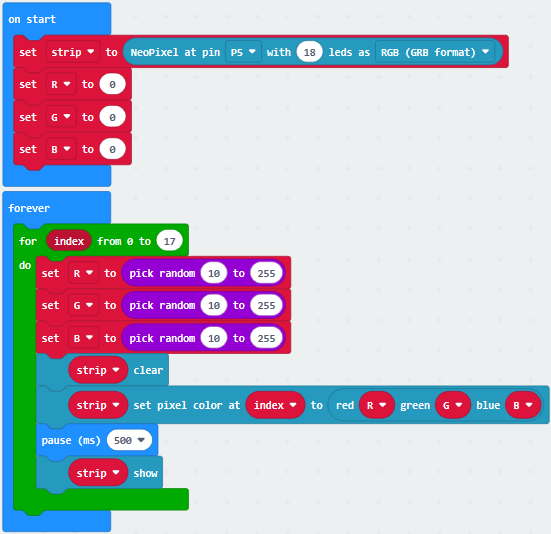 on start
set strip to NeoPixel at pin P5 with 18 leds as RGB (GRB format)
set R to 0
set G to 0
set B to 0
forever
for index from 0 to 17
do
set R to pick random 10 to 255
set G to pick random 10 to 255
set B to pick random 10 to 255
strip clear
strip set pixel color at index to red R green G blue B
pause (ms) 500
strip show